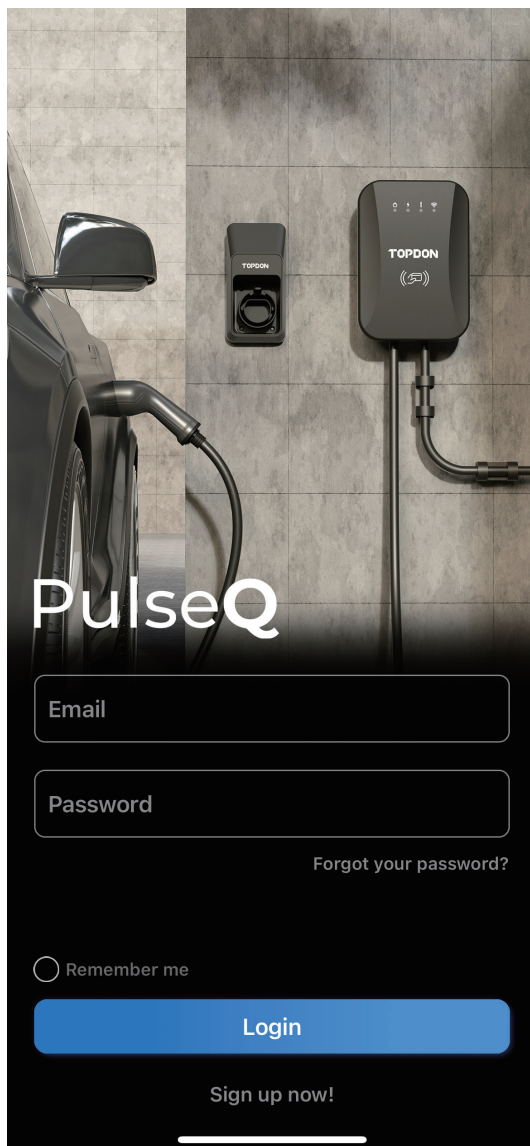 TOPDON
TOPDON
PulseQ
Email
Password
Forgot your password?
Remember me
Login
Sign up now!